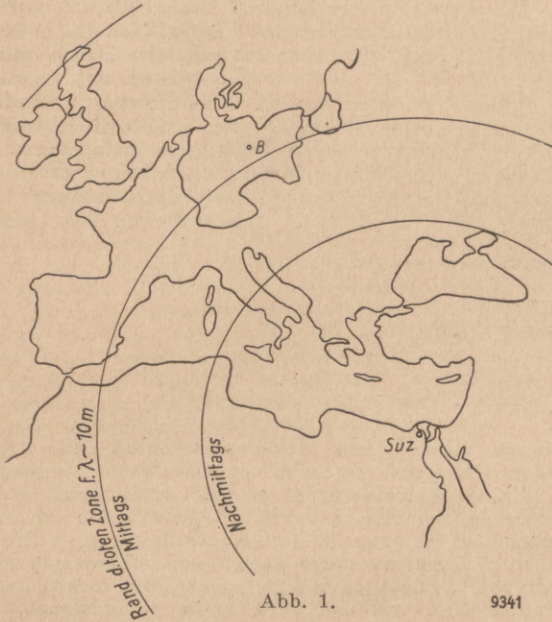 B
Suz
Rand d.toten Zone f. λ~10m
Mittags
Nachmittags
Abb. 1.
9341